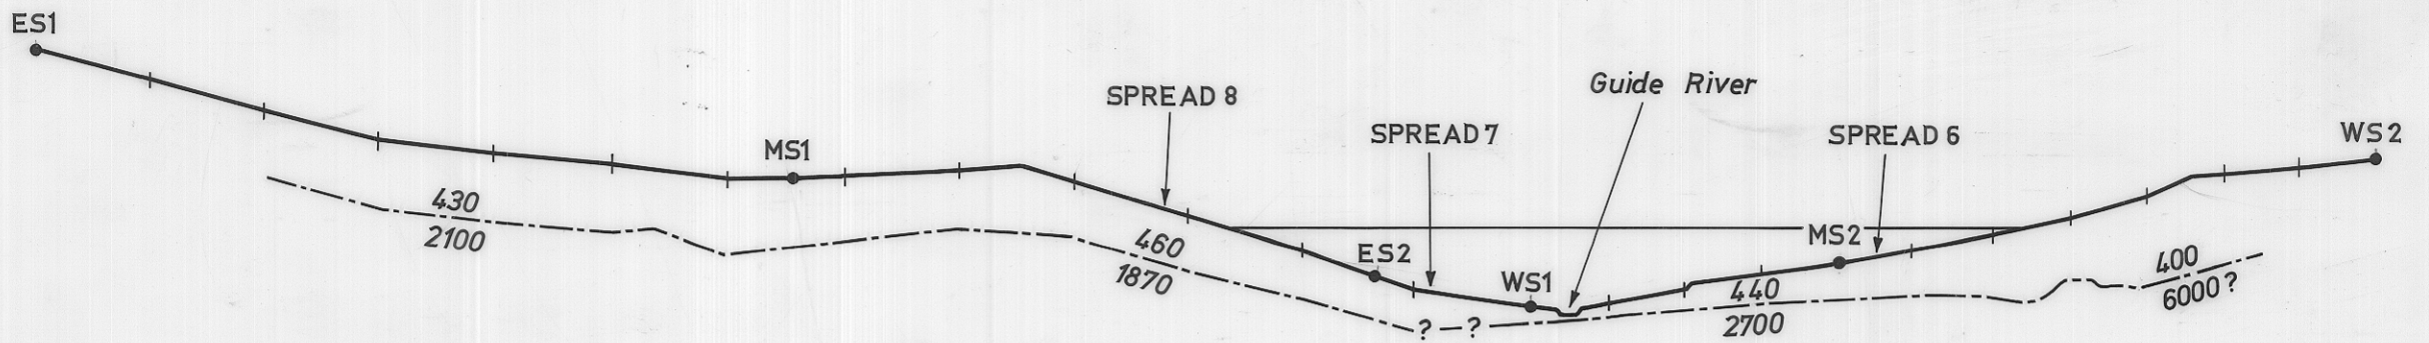 ES1
MS1
SPREAD 8
SPREAD 7
Guide River
SPREAD 6
WS2
430
2100
460
1870
ES2
WS1
MS2
440
2700
400
6000?
? — ?